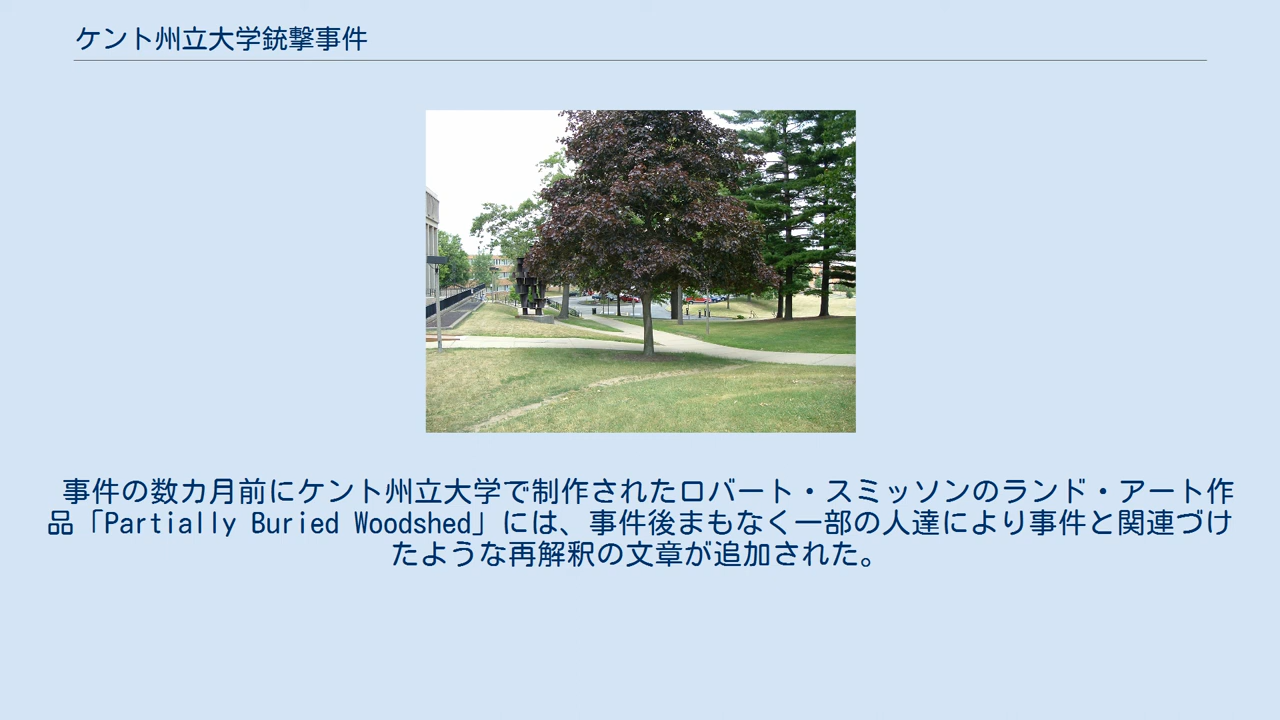 ケント州立大学銃撃事件
事件の数カ月前にケント州立大学で制作されたロバート・スミッソンのランド・アート作
品「Partially Buried Woodshed」には、事件後まもなく一部の人達により事件と関連づけ
たような再解釈の文章が追加された。